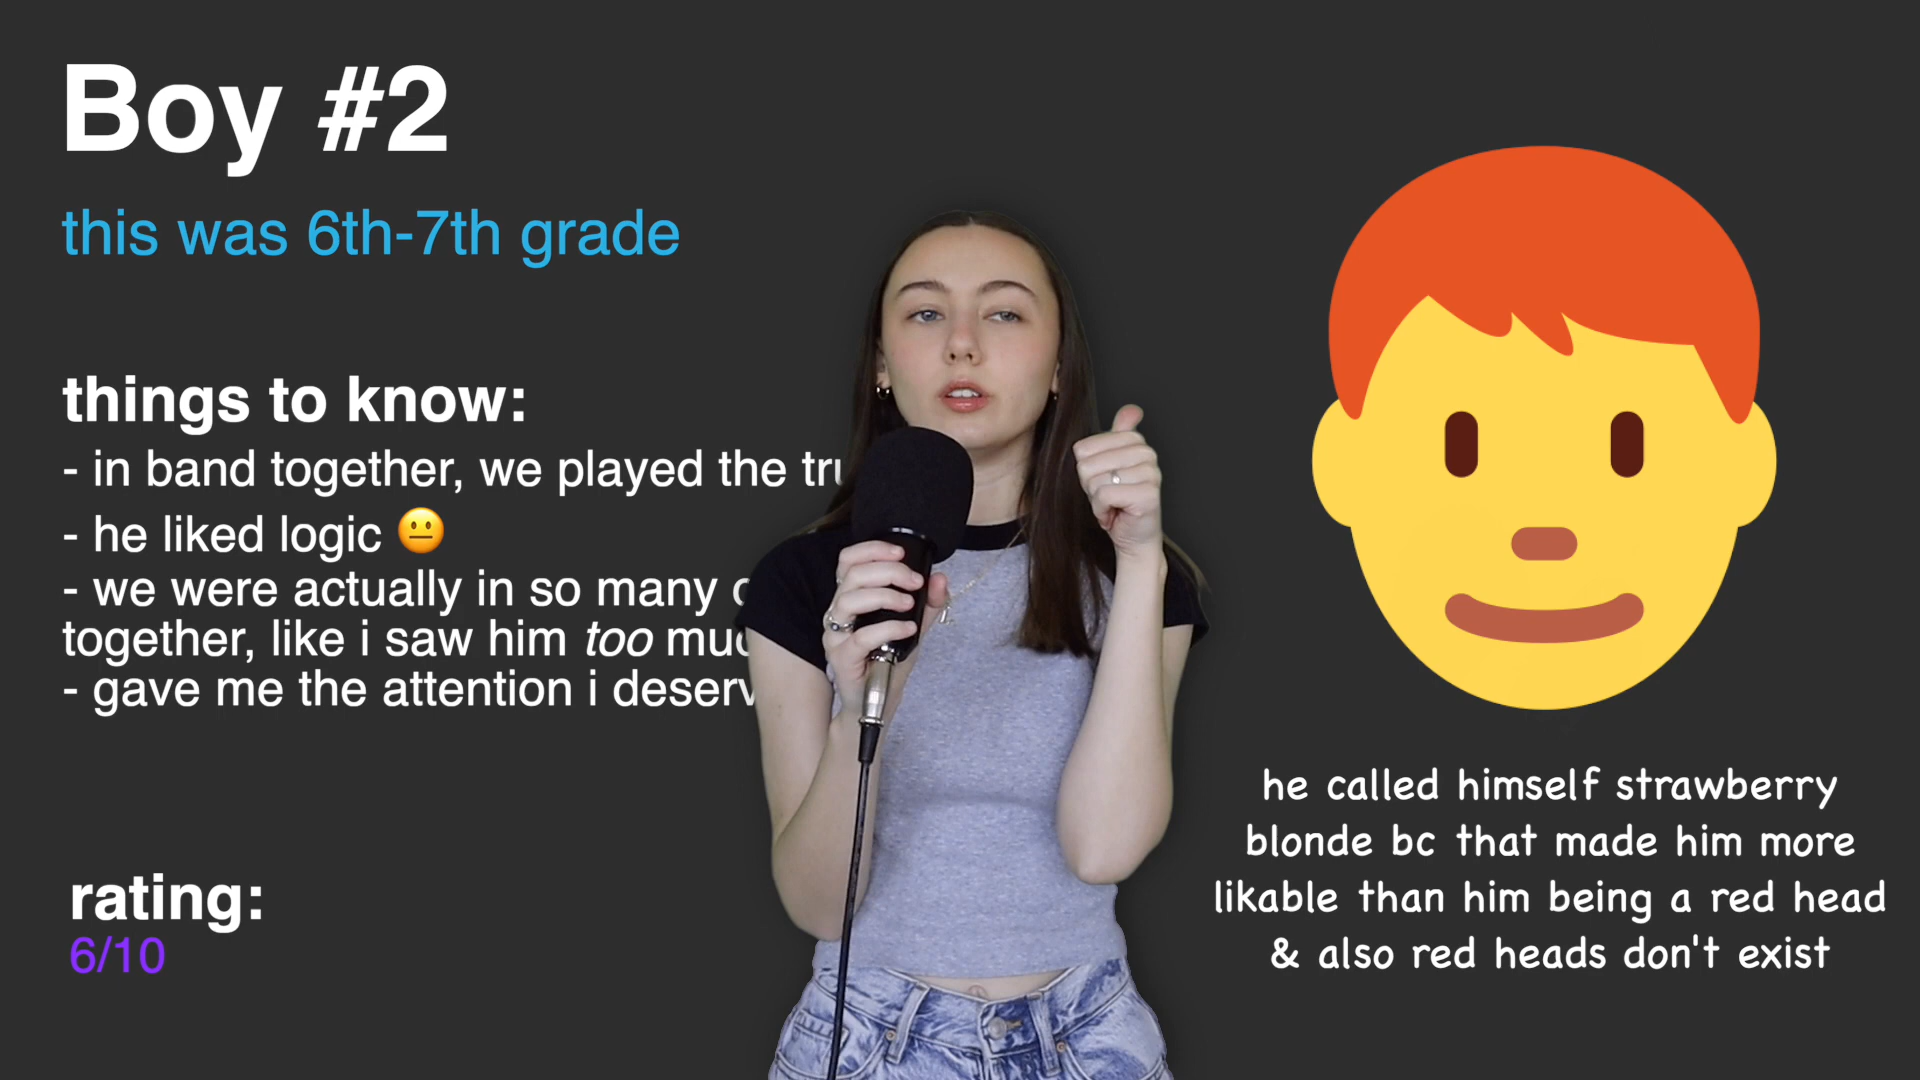 Boy #2
this was 6th-7th grade
things to know:
- in band together, we played the
- he liked logic 😐
- we were actually in so many
together, like i saw him too
- gave me the attention i
rating:
6/10
he called himself strawberry
blonde bc that made him more
likable than him being a red head
& also red heads don't exist